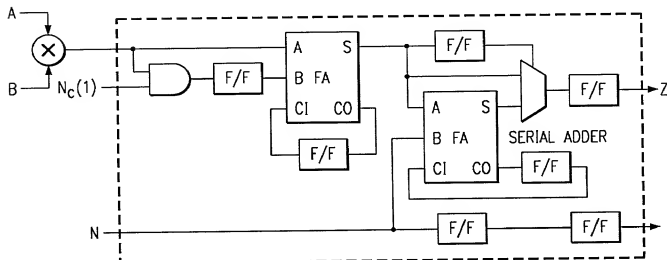 A
B
N_c(1)
F/F
A S
B FA
CI CO
F/F
F/F
F/F
Z
A S
B FA
CI CO
SERIAL ADDER
F/F
N
F/F
F/F